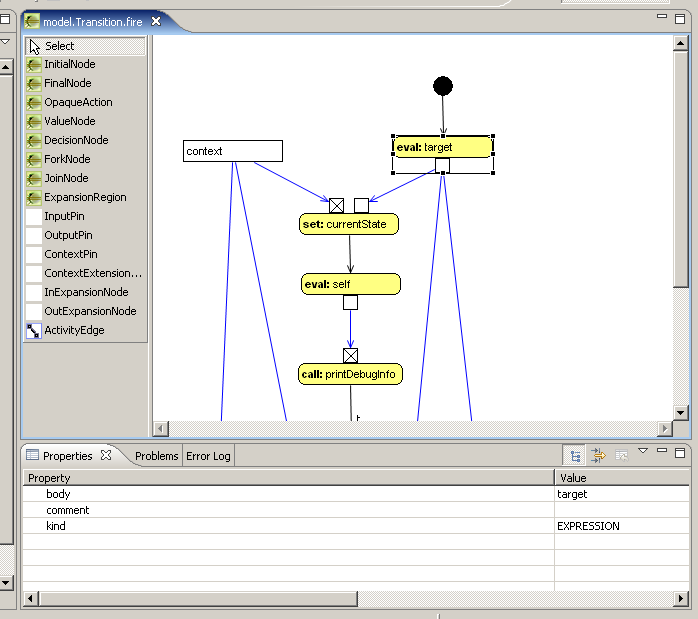 model.Transition.fire
Select
InitialNode
FinalNode
OpaqueAction
ValueNode
DecisionNode
ForkNode
JoinNode
ExpansionRegion
InputPin
OutputPin
ContextPin
ContextExtension...
InExpansionNode
OutExpansionNode
ActivityEdge
eval: target
context
set: currentState
eval: self
call: printDebugInfo
Properties Problems Error Log
Property Value
body target
comment
kind EXPRESSION